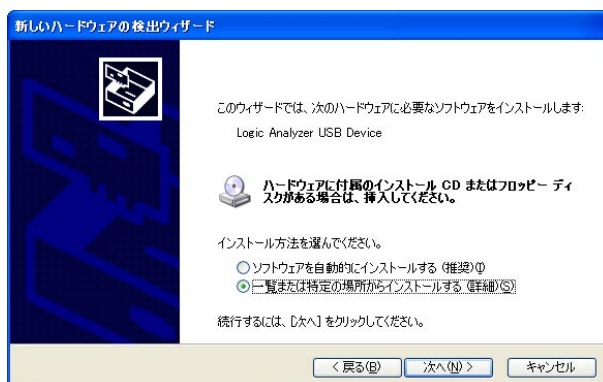 新しいハードウェアの検出ウィザード
このウィザードでは、次のハードウェアに必要なソフトウェアをインストールします:
Logic Analyzer USB Device
ハードウェアに付属のインストール CD またはフロッピー ディ
スクがある場合は、挿入してください。
インストール方法を選んでください。
ソフトウェアを自動的にインストールする (推奨)(I)
一覧または特定の場所からインストールする (詳細)(S)
続行するには、[次へ] をクリックしてください。
< 戻る(B) 次へ(N) > キャンセル